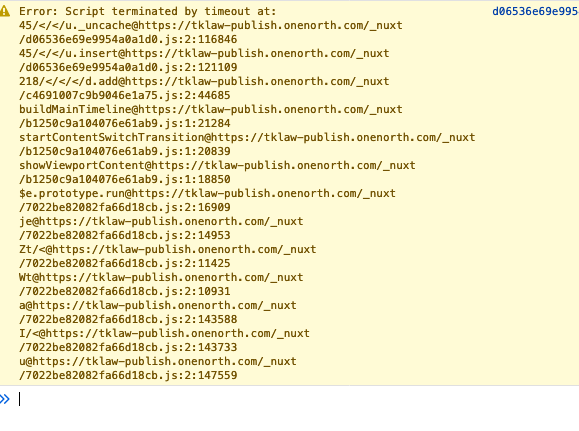 Error: Script terminated by timeout at: d06536e69e995
45/</</u._uncache@https://tklaw-publish.onenorth.com/_nuxt
/d06536e69e9954a0a1d0.js:2:116846
45/</</u.insert@https://tklaw-publish.onenorth.com/_nuxt
/d06536e69e9954a0a1d0.js:2:121109
218/</</</d.add@https://tklaw-publish.onenorth.com/_nuxt
/c4691007c9b9046e1a75.js:2:44685
buildMainTimeline@https://tklaw-publish.onenorth.com/_nuxt
/b1250c9a104076e61ab9.js:1:21284
startContentSwitchTransition@https://tklaw-publish.onenorth.com/_nuxt
/b1250c9a104076e61ab9.js:1:20839
showViewportContent@https://tklaw-publish.onenorth.com/_nuxt
/b1250c9a104076e61ab9.js:1:18850
$e.prototype.run@https://tklaw-publish.onenorth.com/_nuxt
/7022be82082fa66d18cb.js:2:16909
je@https://tklaw-publish.onenorth.com/_nuxt
/7022be82082fa66d18cb.js:2:14953
Zt/<@https://tklaw-publish.onenorth.com/_nuxt
/7022be82082fa66d18cb.js:2:11425
Wt@https://tklaw-publish.onenorth.com/_nuxt
/7022be82082fa66d18cb.js:2:10931
a@https://tklaw-publish.onenorth.com/_nuxt
/7022be82082fa66d18cb.js:2:143588
I/<@https://tklaw-publish.onenorth.com/_nuxt
/7022be82082fa66d18cb.js:2:143733
u@https://tklaw-publish.onenorth.com/_nuxt
/7022be82082fa66d18cb.js:2:147559